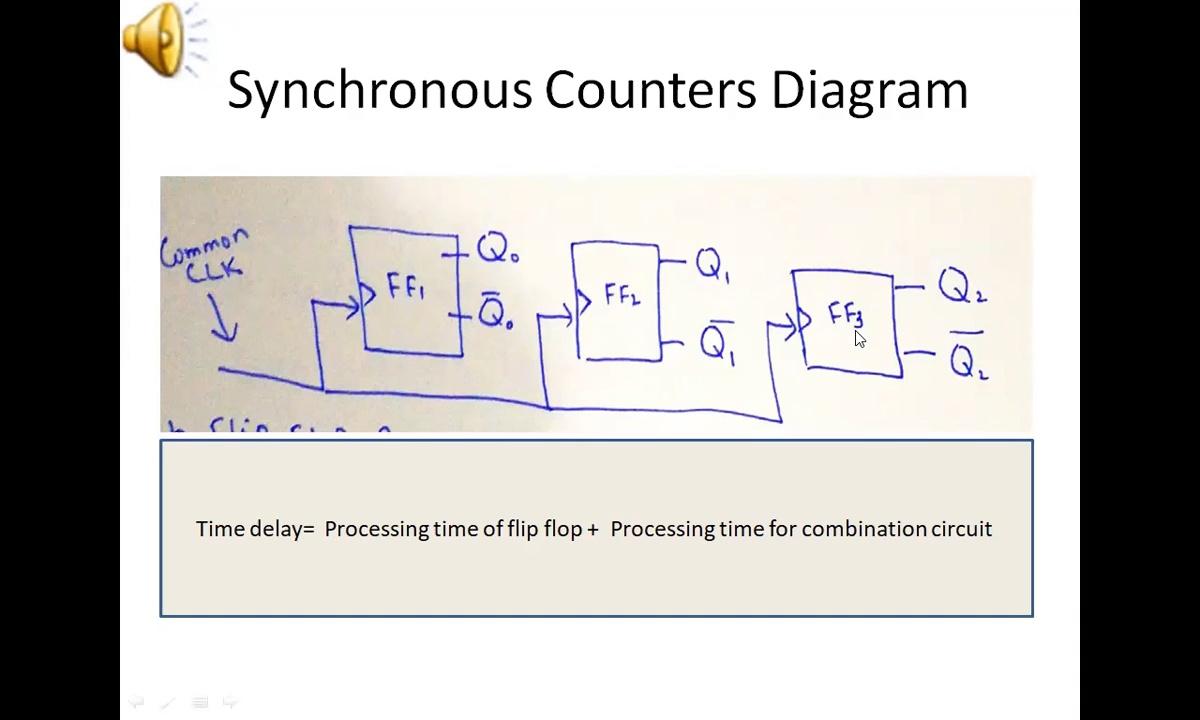 Synchronous Counters Diagram
Common
CLK
FF1
Q0
Q̅0
FF2
Q1
Q̅1
FF3
Q2
Q̅2
Time delay= Processing time of flip flop + Processing time for combination circuit